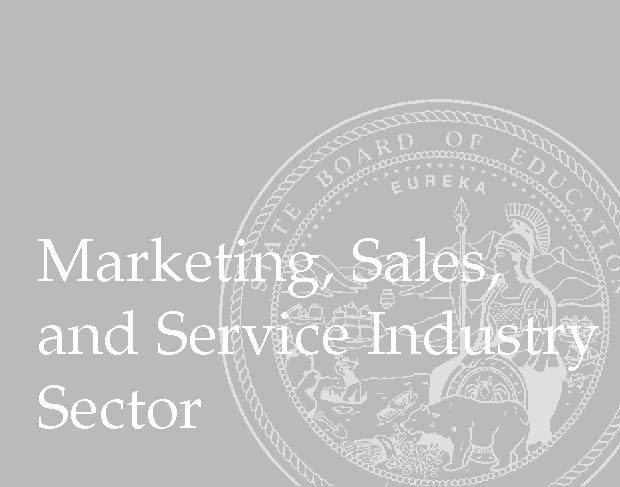 STATE BOARD OF EDUCATION
EUREKA
Marketing, Sales,
and Service Industry
Sector